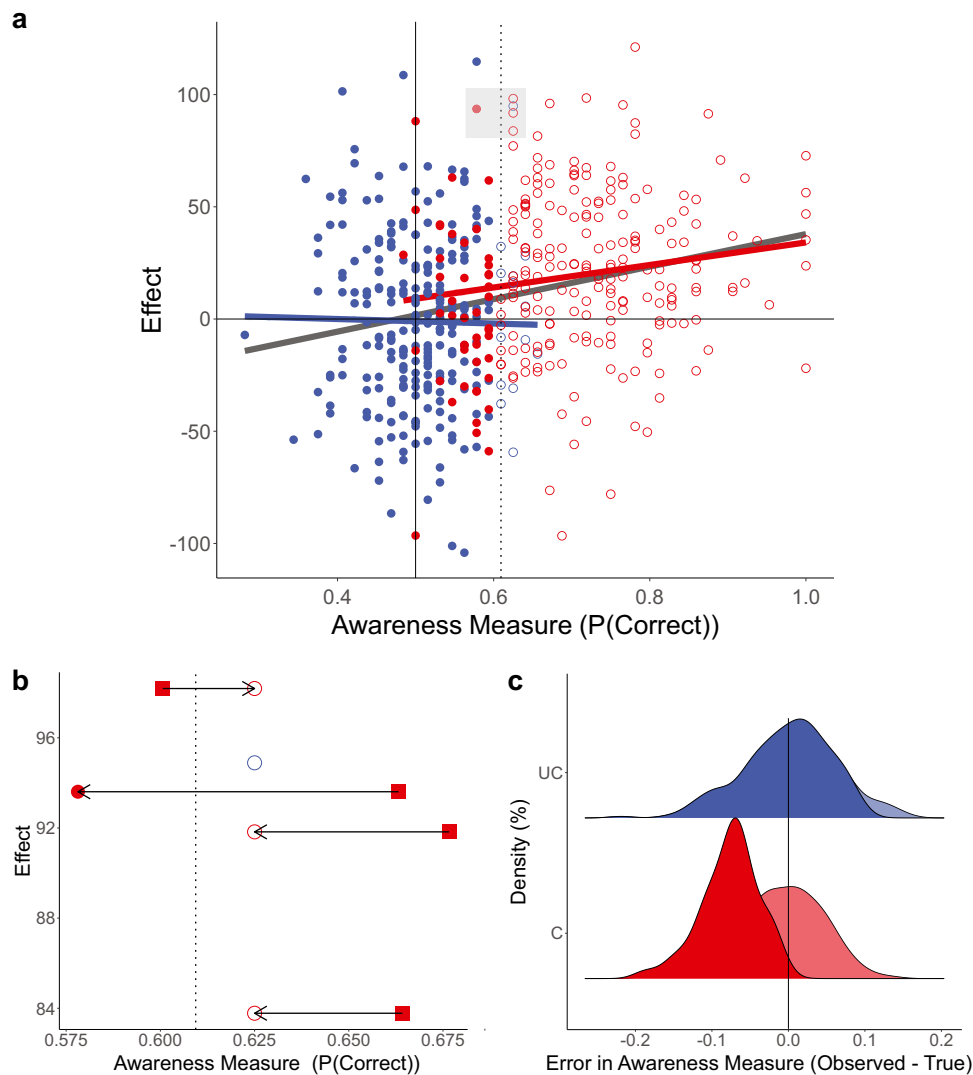 a
100
50
0
-50
-100
Effect
0.4 0.6 0.8 1.0
Awareness Measure (P(Correct))
b
96
92
88
84
Effect
0.575 0.600 0.625 0.650 0.675
Awareness Measure (P(Correct))
c
UC
C
Density (%)
-0.2 -0.1 0.0 0.1 0.2
Error in Awareness Measure (Observed - True)